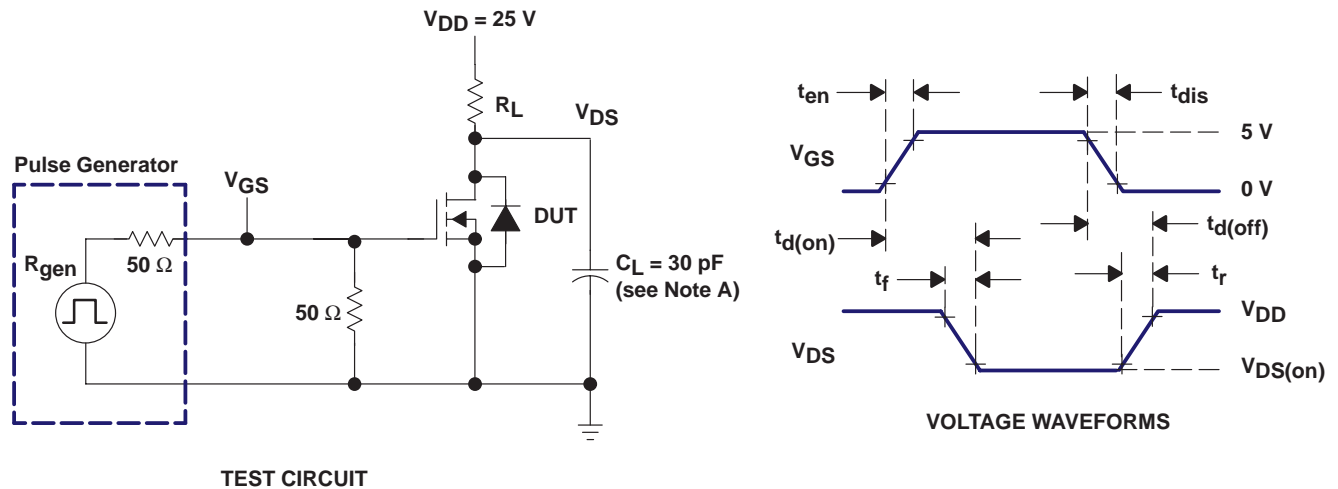 VDD = 25 V
RL
VDS
Pulse Generator
VGS
DUT
Rgen
50 Ω
50 Ω
CL = 30 pF
(see Note A)
TEST CIRCUIT
ten
tdis
5 V
VGS
0 V
td(on)
td(off)
tf
tr
VDD
VDS
VDS(on)
VOLTAGE WAVEFORMS